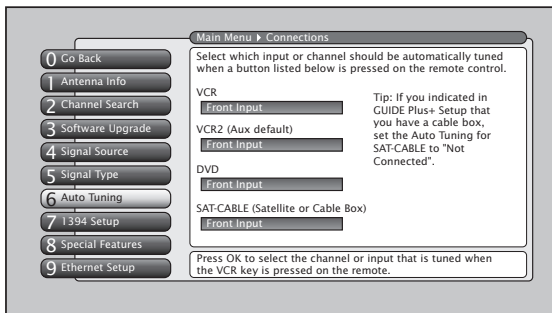 Main Menu ▶ Connections
0 Go Back
1 Antenna Info
2 Channel Search
3 Software Upgrade
4 Signal Source
5 Signal Type
6 Auto Tuning
7 1394 Setup
8 Special Features
9 Ethernet Setup
Select which input or channel should be automatically tuned
when a button listed below is pressed on the remote control.
VCR
Front Input
VCR2 (Aux default)
Front Input
DVD
Front Input
SAT-CABLE (Satellite or Cable Box)
Front Input
Tip: If you indicated in
GUIDE Plus+ Setup that
you have a cable box,
set the Auto Tuning for
SAT-CABLE to "Not
Connected".
Press OK to select the channel or input that is tuned when
the VCR key is pressed on the remote.